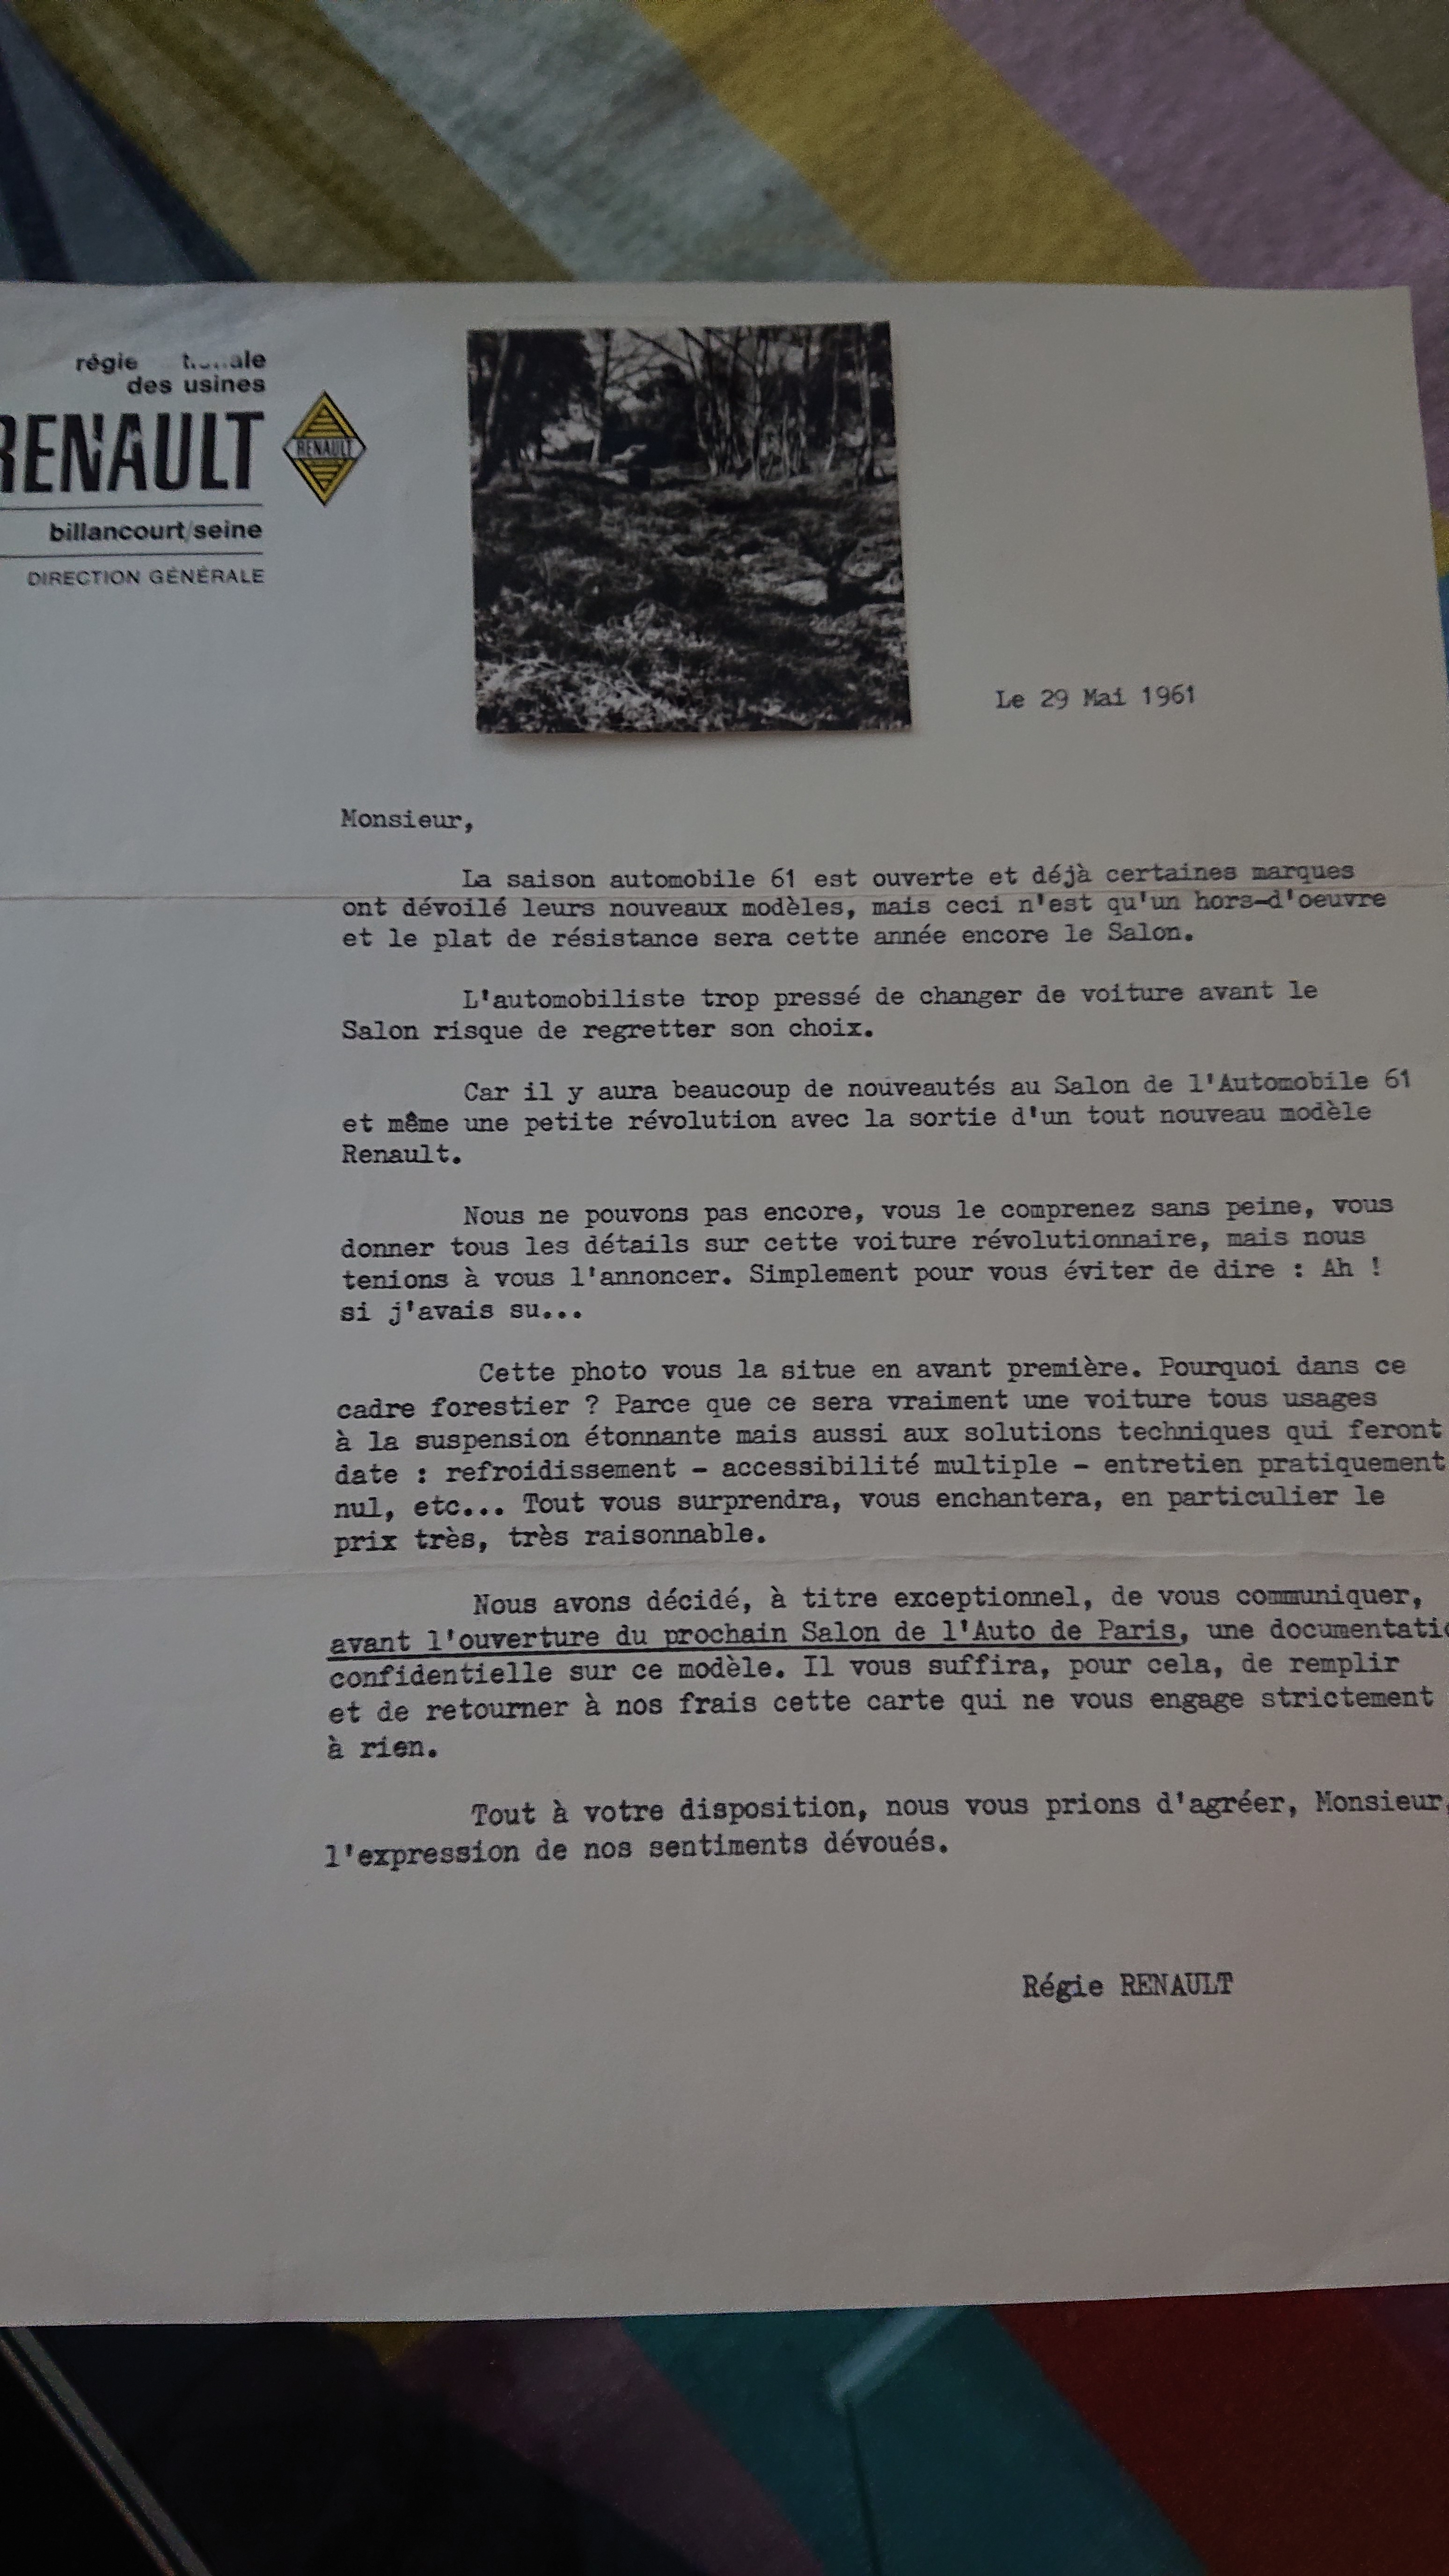 régie
des usines
RENAULT
RENAULT
billancourt/seine
DIRECTION GÉNÉRALE
Le 29 Mai 1961
Monsieur,
La saison automobile 61 est ouverte et déjà certaines marques
ont dévoilé leurs nouveaux modèles, mais ceci n'est qu'un hors-d'oeuvre
et le plat de résistance sera cette année encore le Salon.
L'automobiliste trop pressé de changer de voiture avant le
Salon risque de regretter son choix.
Car il y aura beaucoup de nouveautés au Salon de l'Automobile 61
et même une petite révolution avec la sortie d'un tout nouveau modèle
Renault.
Nous ne pouvons pas encore, vous le comprenez sans peine, vous
donner tous les détails sur cette voiture révolutionnaire, mais nous
tenions à vous l'annoncer. Simplement pour vous éviter de dire : Ah !
si j'avais su...
Cette photo vous la situe en avant première. Pourquoi dans ce
cadre forestier ? Parce que ce sera vraiment une voiture tous usages
à la suspension étonnante mais aussi aux solutions techniques qui feront
date : refroidissement - accessibilité multiple - entretien pratiquement
nul, etc... Tout vous surprendra, vous enchantera, en particulier le
prix très, très raisonnable.
Nous avons décidé, à titre exceptionnel, de vous communiquer,
avant l'ouverture du prochain Salon de l'Auto de Paris, une documentatio
confidentielle sur ce modèle. Il vous suffira, pour cela, de remplir
et de retourner à nos frais cette carte qui ne vous engage strictement
à rien.
Tout à votre disposition, nous vous prions d'agréer, Monsieur,
l'expression de nos sentiments dévoués.
Régie RENAULT